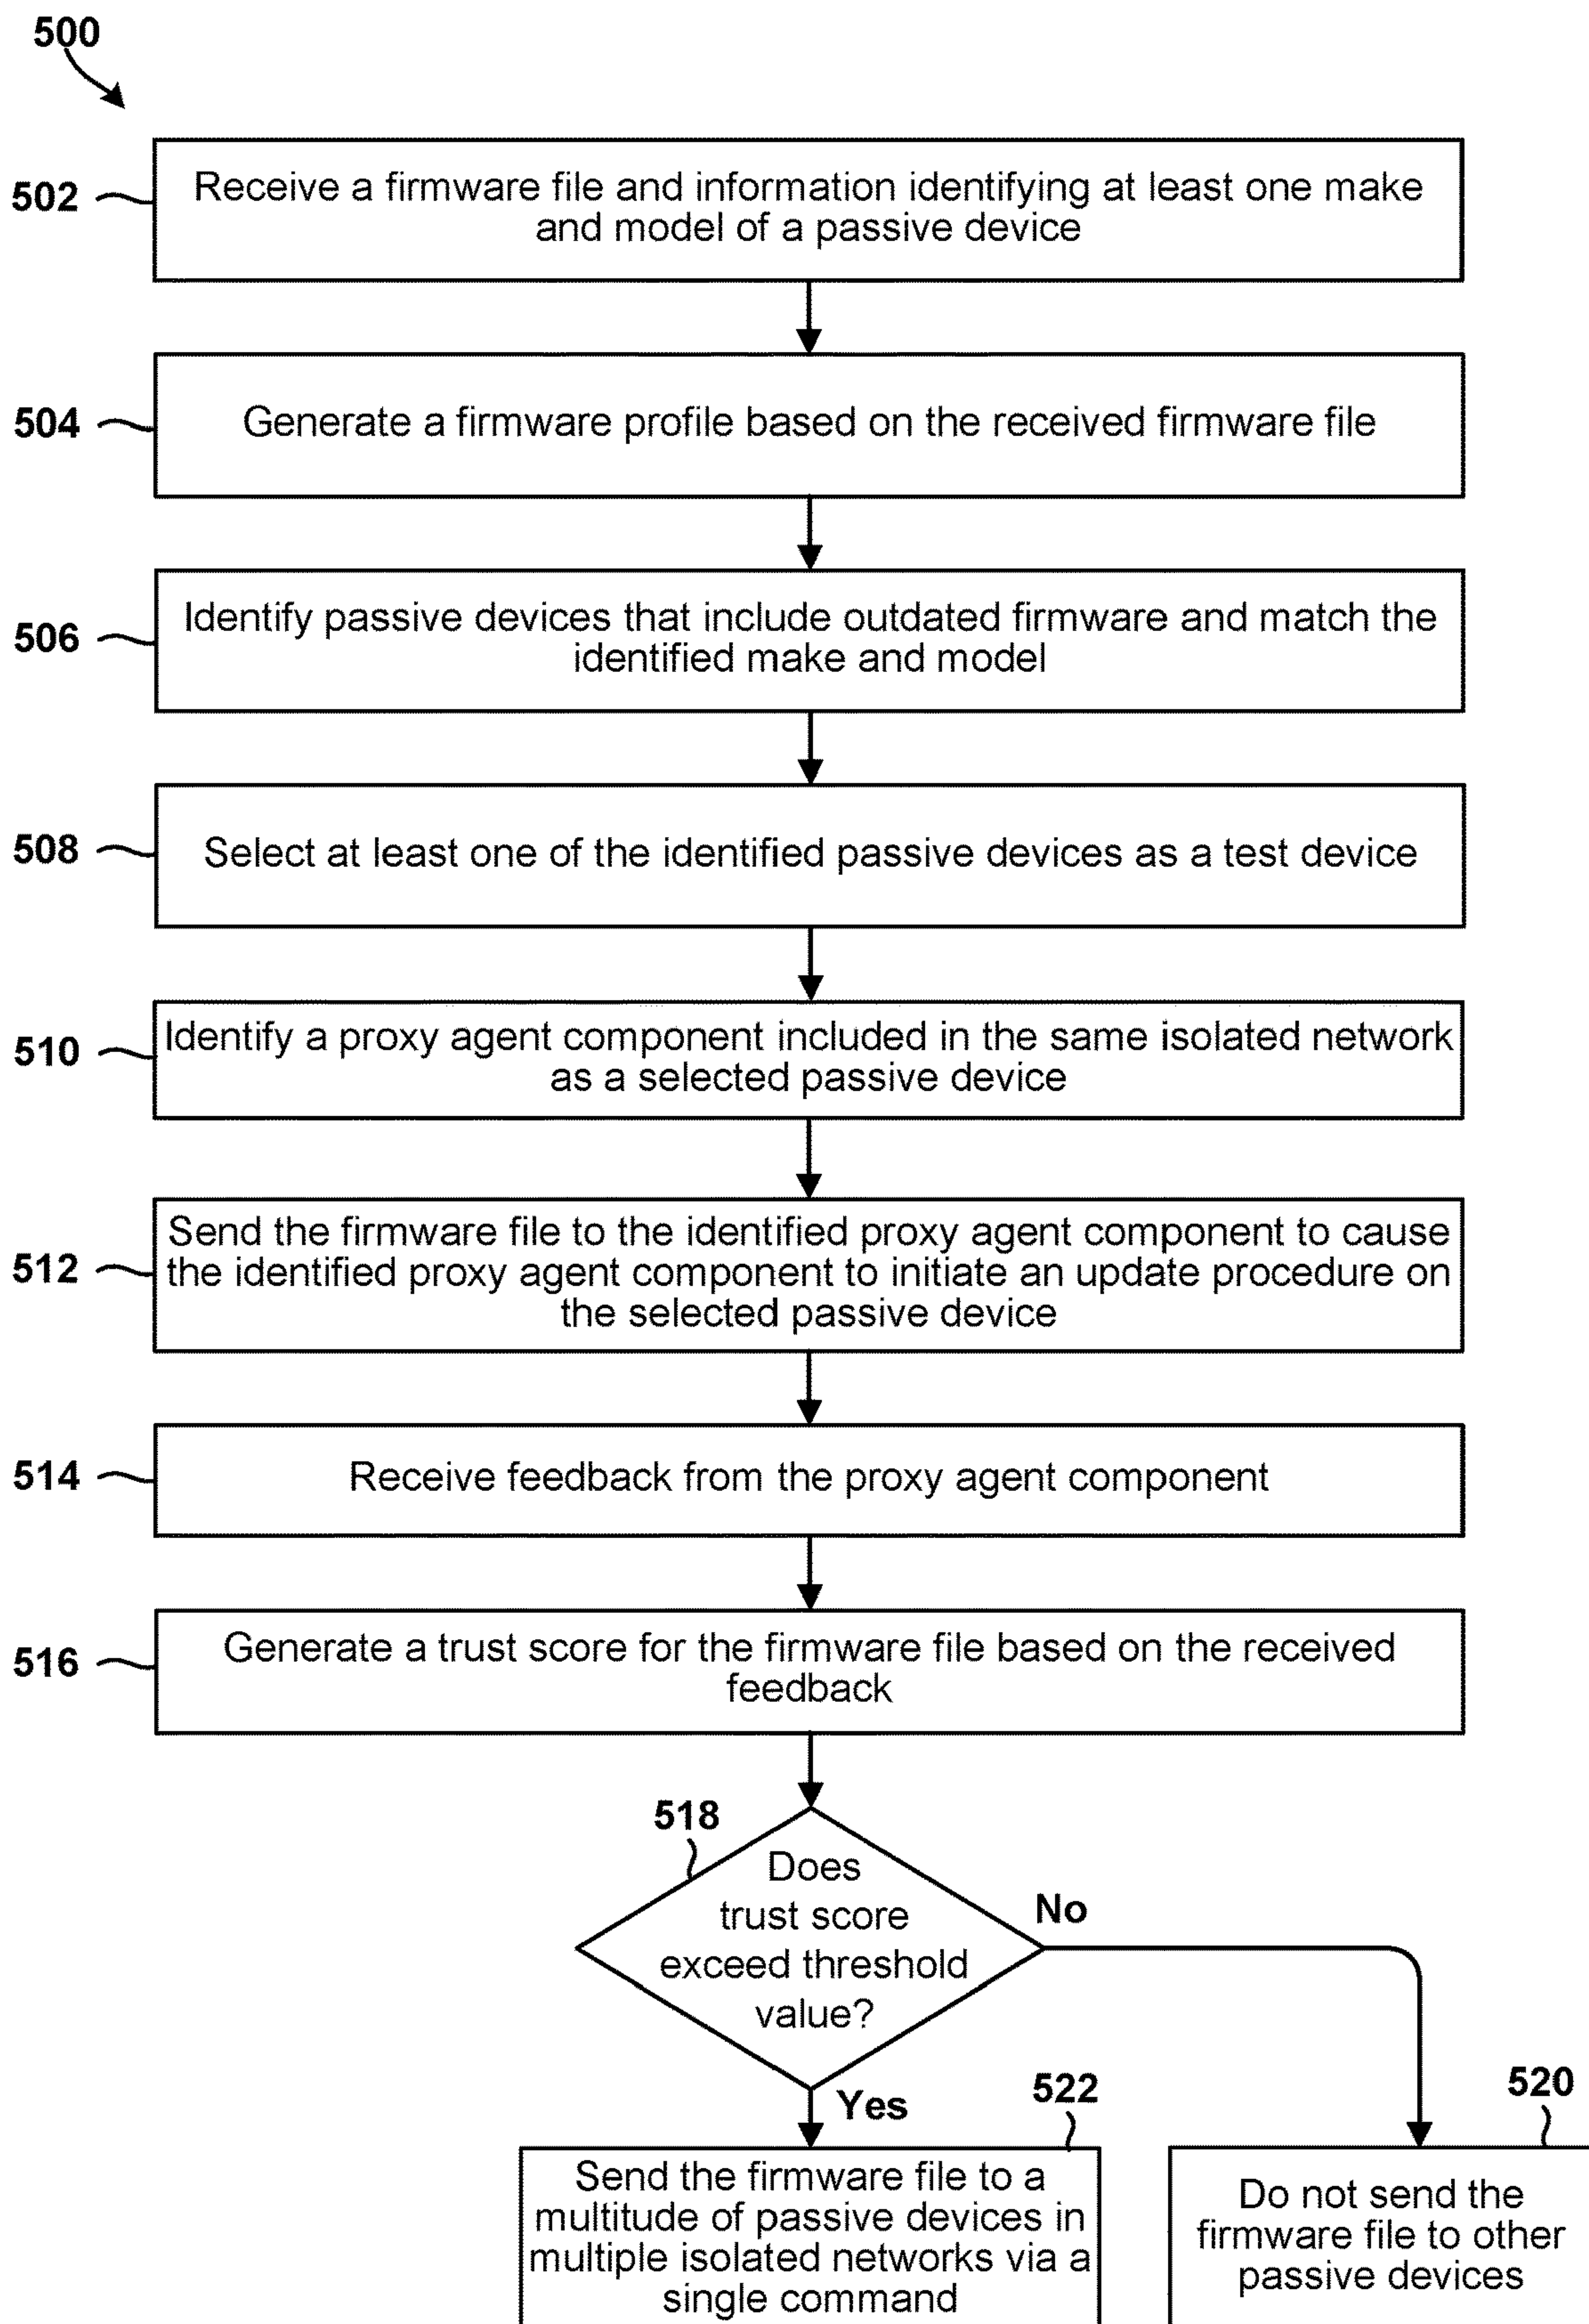 500
502
Receive a firmware file and information identifying at least one make
and model of a passive device
504
Generate a firmware profile based on the received firmware file
506
Identify passive devices that include outdated firmware and match the
identified make and model
508
Select at least one of the identified passive devices as a test device
510
Identify a proxy agent component included in the same isolated network
as a selected passive device
512
Send the firmware file to the identified proxy agent component to cause
the identified proxy agent component to initiate an update procedure on
the selected passive device
514
Receive feedback from the proxy agent component
516
Generate a trust score for the firmware file based on the received
feedback
518
Does
trust score
exceed threshold
value?
No
Yes
522
Send the firmware file to a
multitude of passive devices in
multiple isolated networks via a
single command
520
Do not send the
firmware file to other
passive devices